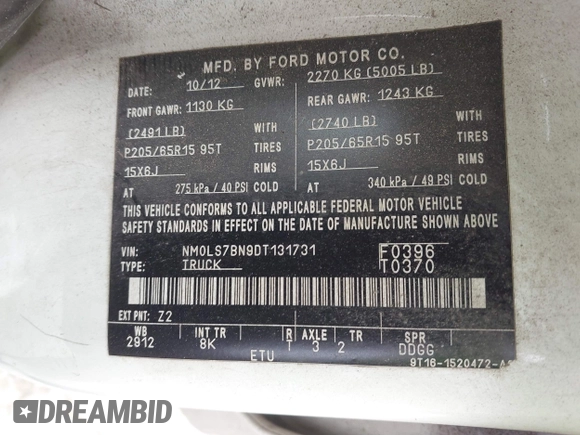 MFD. BY FORD MOTOR CO.
DATE: 10/12 GVWR: 2270 KG (5005 LB)
FRONT GAWR: 1130 KG REAR GAWR: 1243 KG
(2491 LB) WITH (2740 LB) WITH
P205/65R15 95T TIRES P205/65R15 95T TIRES
15X6J RIMS 15X6J RIMS
AT 275 kPa / 40 PSI COLD AT 340 kPa / 49 PSI COLD
THIS VEHICLE CONFORMS TO ALL APPLICABLE FEDERAL MOTOR VEHICLE
SAFETY STANDARDS IN EFFECT ON THE DATE OF MANUFACTURE SHOWN ABOVE
VIN: NM0LS7BN9DT131731 F0396
TYPE: TRUCK T0370
EXT PNT: Z2
WB INT TR R AXLE TR SPR
2912 8K T 3 2 DDGG
ETU 9T16-1520472-A
DREAMBID